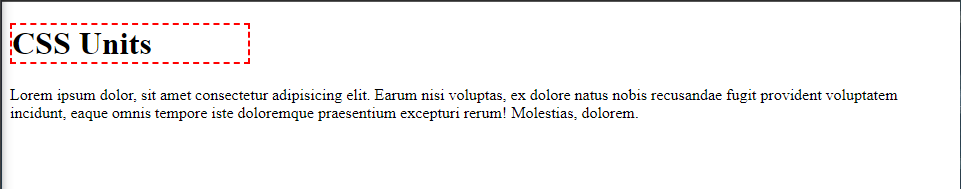 CSS Units
Lorem ipsum dolor, sit amet consectetur adipisicing elit. Earum nisi voluptas, ex dolore natus nobis recusandae fugit provident voluptatem
incidunt, eaque omnis tempore iste doloremque praesentium excepturi rerum! Molestias, dolorem.